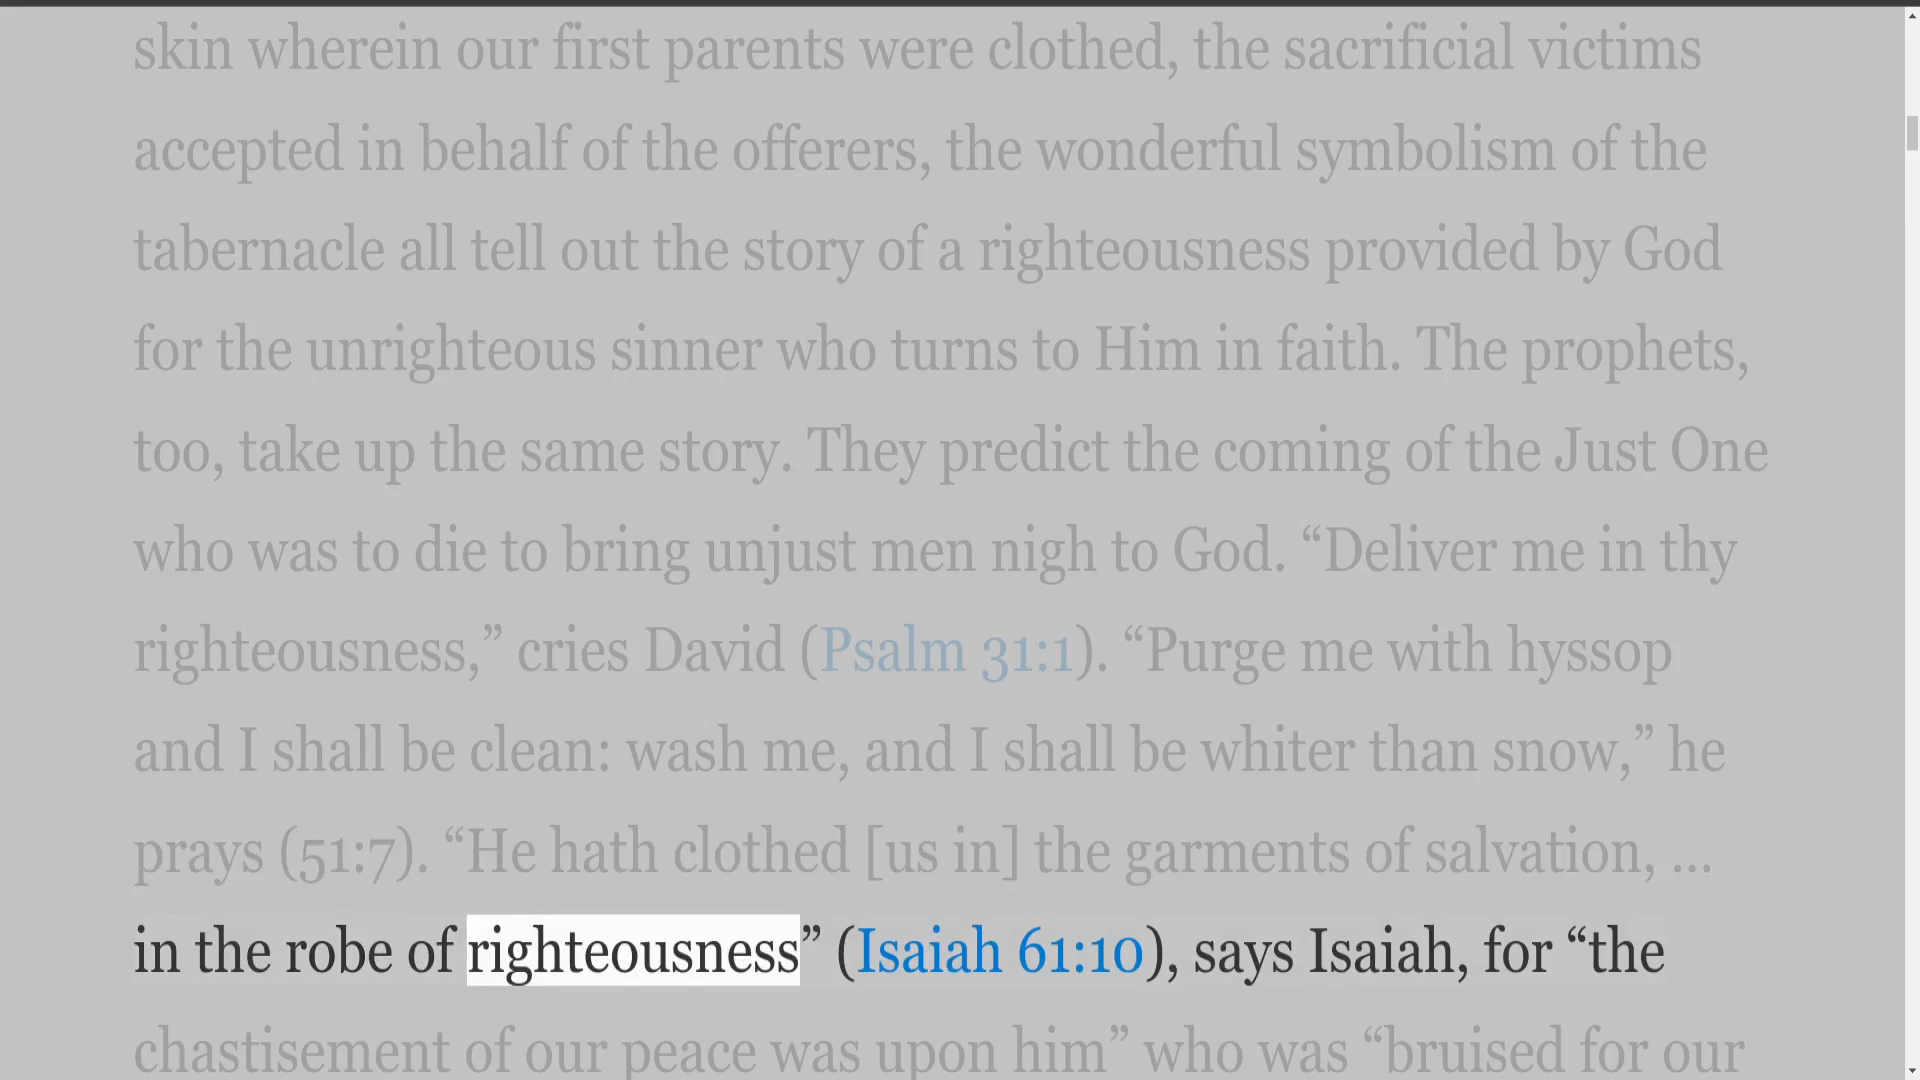 skin wherein our first parents were clothed, the sacrificial victims
accepted in behalf of the offerers, the wonderful symbolism of the
tabernacle all tell out the story of a righteousness provided by God
for the unrighteous sinner who turns to Him in faith. The prophets,
too, take up the same story. They predict the coming of the Just One
who was to die to bring unjust men nigh to God. “Deliver me in thy
righteousness,” cries David (Psalm 31:1). “Purge me with hyssop
and I shall be clean: wash me, and I shall be whiter than snow,” he
prays (51:7). “He hath clothed [us in] the garments of salvation, ...
in the robe of righteousness” (Isaiah 61:10), says Isaiah, for “the
chastisement of our peace was upon him” who was “bruised for our